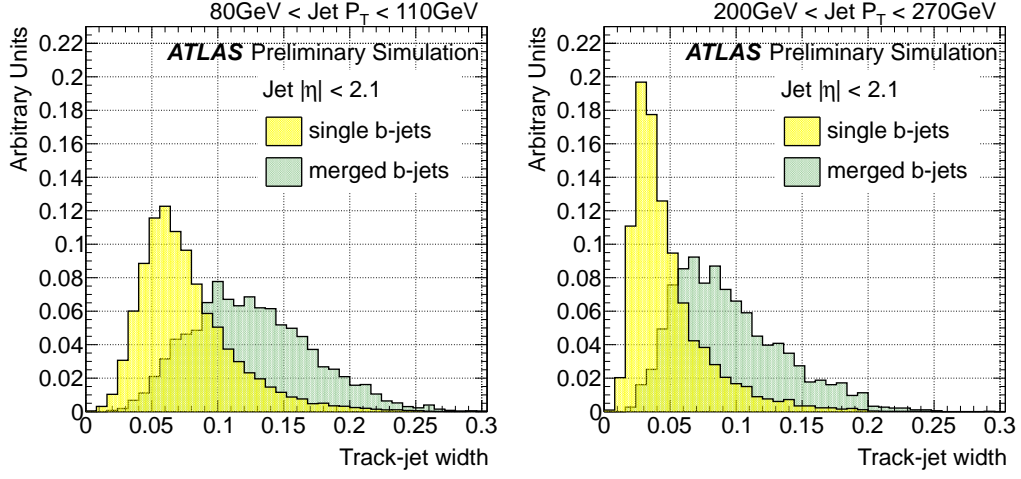 80GeV < Jet P_T < 110GeV
Arbitrary Units
0.22
0.2
0.18
0.16
0.14
0.12
0.1
0.08
0.06
0.04
0.02
0
ATLAS Preliminary Simulation
Jet |η| < 2.1
single b-jets
merged b-jets
0 0.05 0.1 0.15 0.2 0.25 0.3
Track-jet width
200GeV < Jet P_T < 270GeV
Arbitrary Units
0.22
0.2
0.18
0.16
0.14
0.12
0.1
0.08
0.06
0.04
0.02
0
ATLAS Preliminary Simulation
Jet |η| < 2.1
single b-jets
merged b-jets
0 0.05 0.1 0.15 0.2 0.25 0.3
Track-jet width